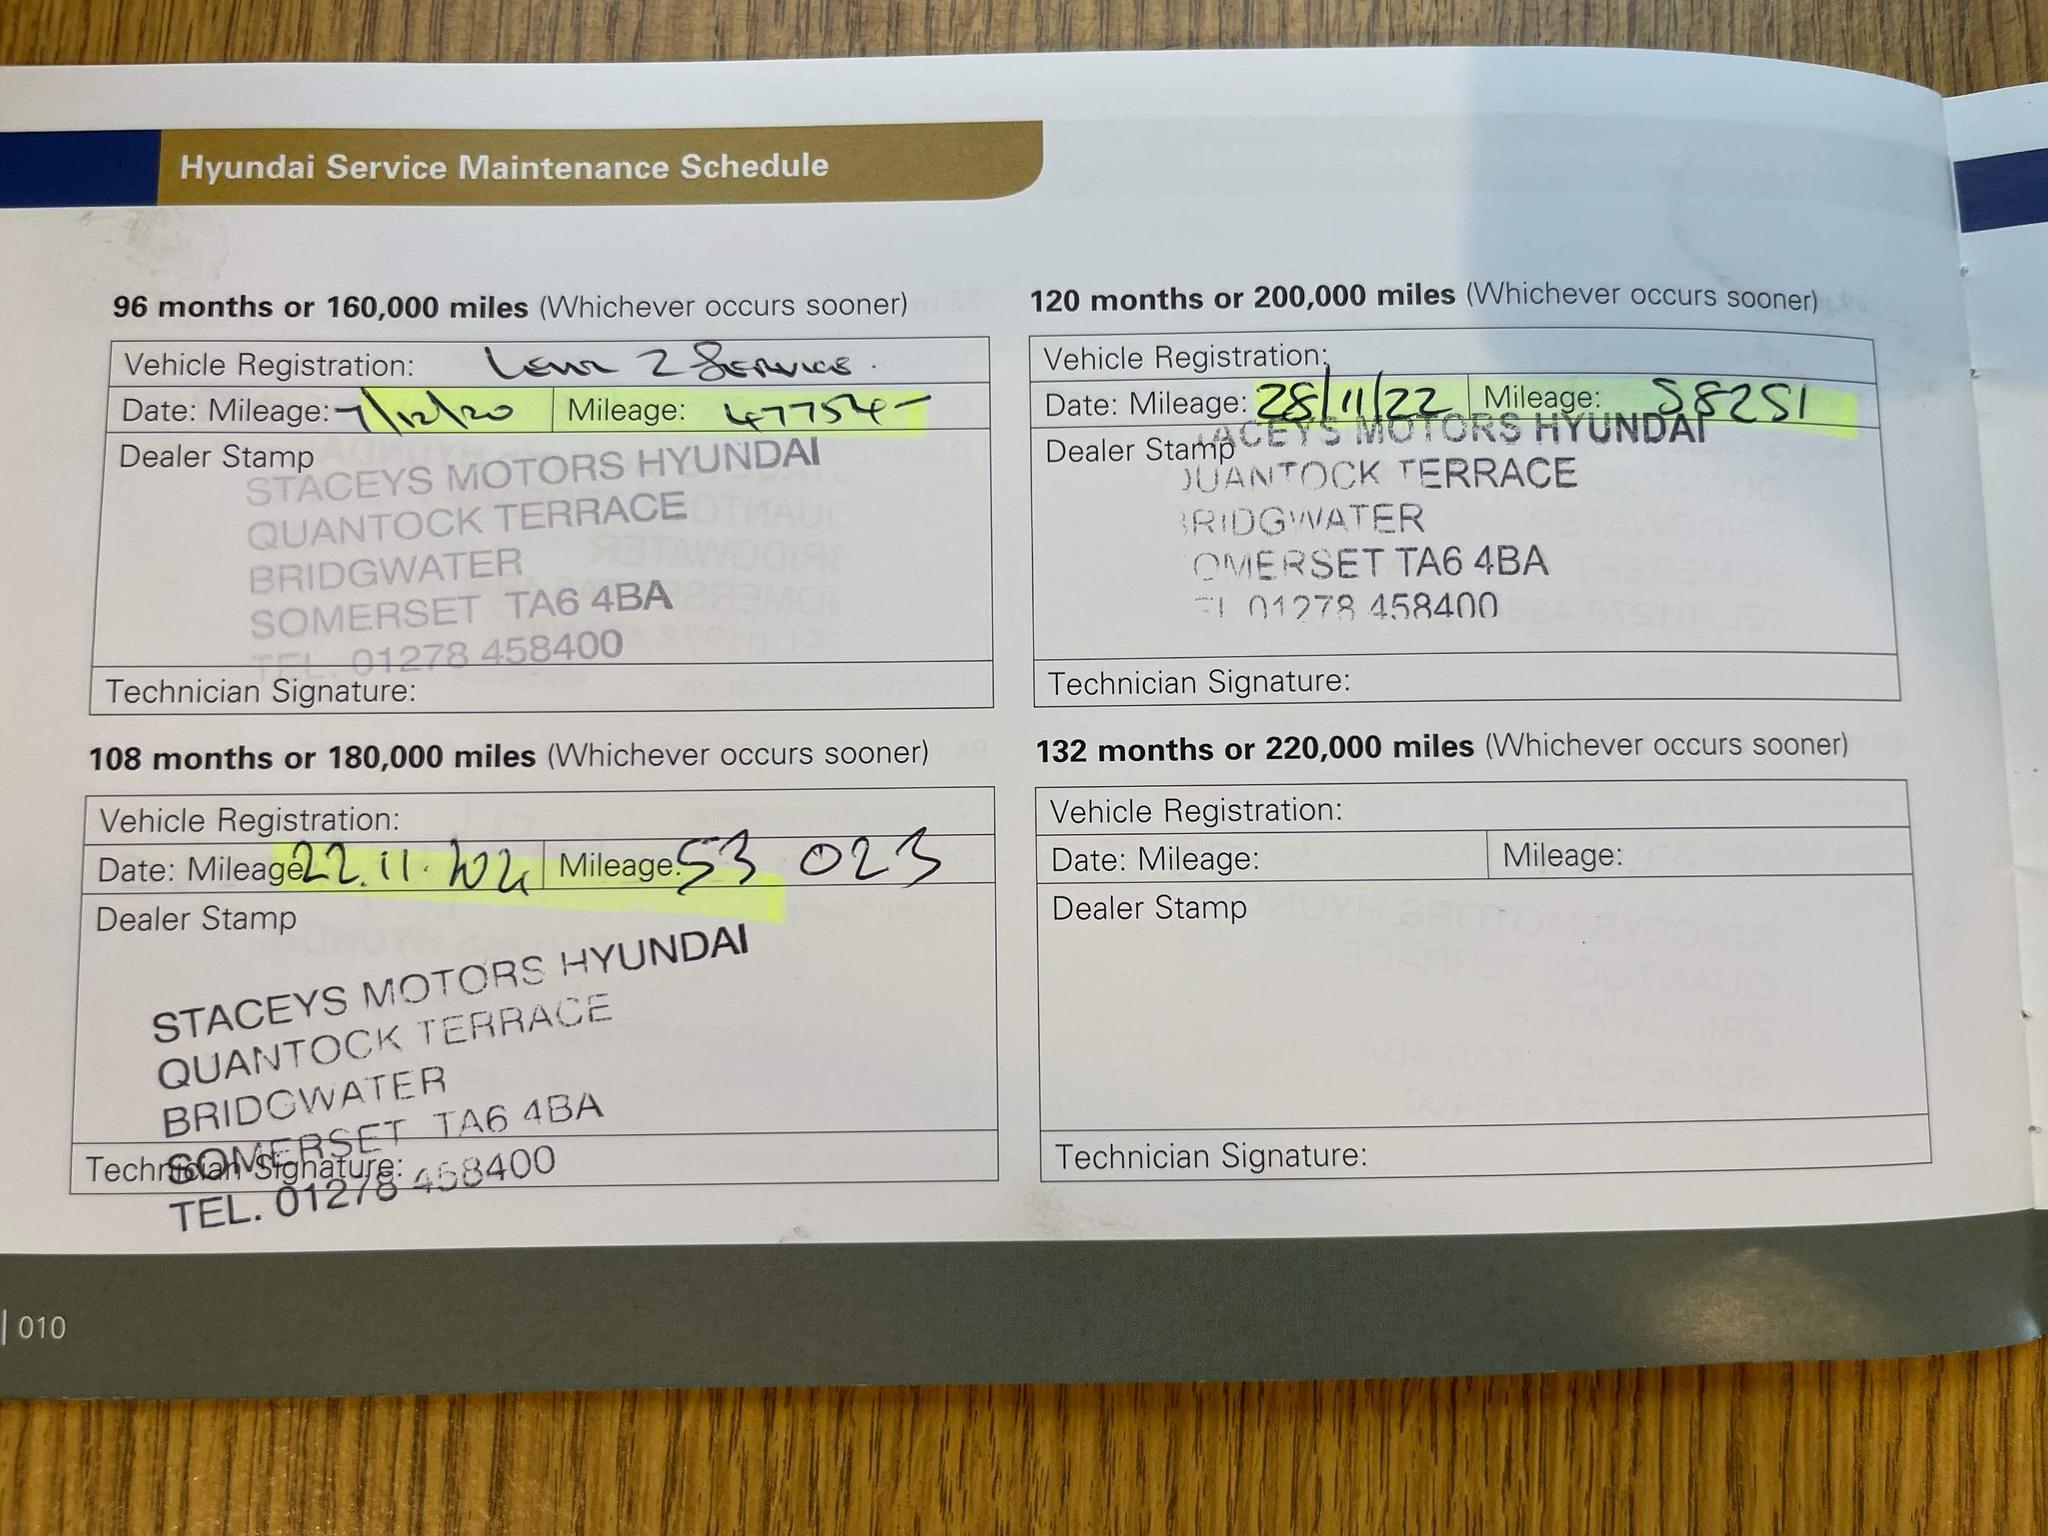 Hyundai Service Maintenance Schedule
96 months or 160,000 miles (Whichever occurs sooner)
Vehicle Registration: Level 2 Service.
Date: Mileage: 7/12/20 Mileage: 47754-
Dealer Stamp
STACEYS MOTORS HYUNDAI
QUANTOCK TERRACE
BRIDGWATER
SOMERSET TA6 4BA
TEL. 01278 458400
Technician Signature:
108 months or 180,000 miles (Whichever occurs sooner)
Vehicle Registration:
Date: Mileage 22.11. Mileage: 53 023
Dealer Stamp
STACEYS MOTORS HYUNDAI
QUANTOCK TERRACE
BRIDGWATER
SOMERSET TA6 4BA
Technician Signature:
TEL. 01278 458400
120 months or 200,000 miles (Whichever occurs sooner)
Vehicle Registration:
Date: Mileage: 28/11/22 Mileage: 58251
Dealer Stamp
STACEYS MOTORS HYUNDAI
QUANTOCK TERRACE
BRIDGWATER
SOMERSET TA6 4BA
TEL 01278 458400
Technician Signature:
132 months or 220,000 miles (Whichever occurs sooner)
Vehicle Registration:
Date: Mileage: Mileage:
Dealer Stamp
Technician Signature:
010